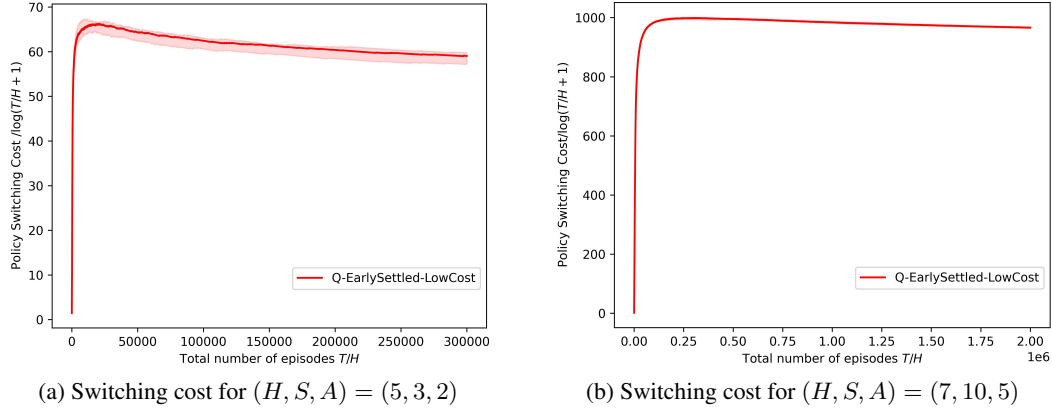 Policy Switching Cost /log(T/H + 1)
70
60
50
40
30
20
10
0
Q-EarlySettled-LowCost
0 50000 100000 150000 200000 250000 300000
Total number of episodes T/H
(a) Switching cost for (H, S, A) = (5, 3, 2)
Policy Switching Cost/log(T/H + 1)
1000
800
600
400
200
0
Q-EarlySettled-LowCost
0.00 0.25 0.50 0.75 1.00 1.25 1.50 1.75 2.00
1e6
Total number of episodes T/H
(b) Switching cost for (H, S, A) = (7, 10, 5)